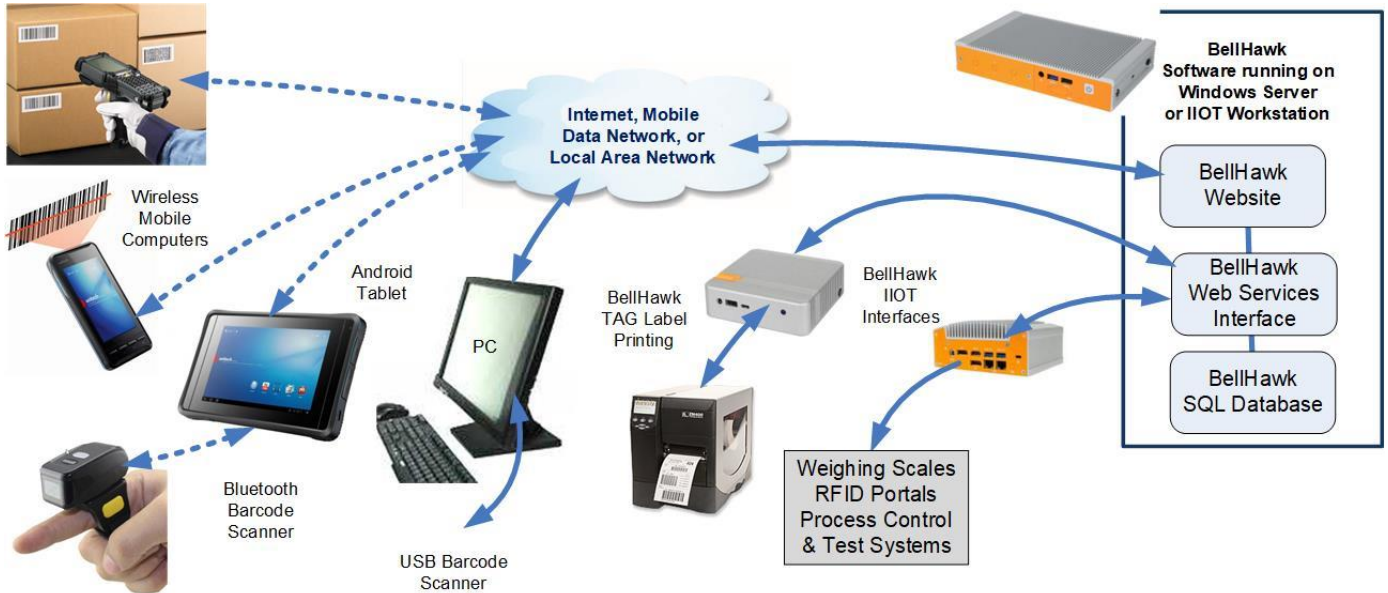 BellHawk
Software running on
Windows Server
or IIOT Workstation
Internet, Mobile
Data Network, or
Local Area Network
BellHawk
Website
Wireless
Mobile
Computers
Android
Tablet
PC
BellHawk
TAG Label
Printing
BellHawk
IIOT
Interfaces
BellHawk
Web Services
Interface
BellHawk
SQL Database
Weighing Scales
RFID Portals
Process Control
& Test Systems
Bluetooth
Barcode
Scanner
USB Barcode
Scanner